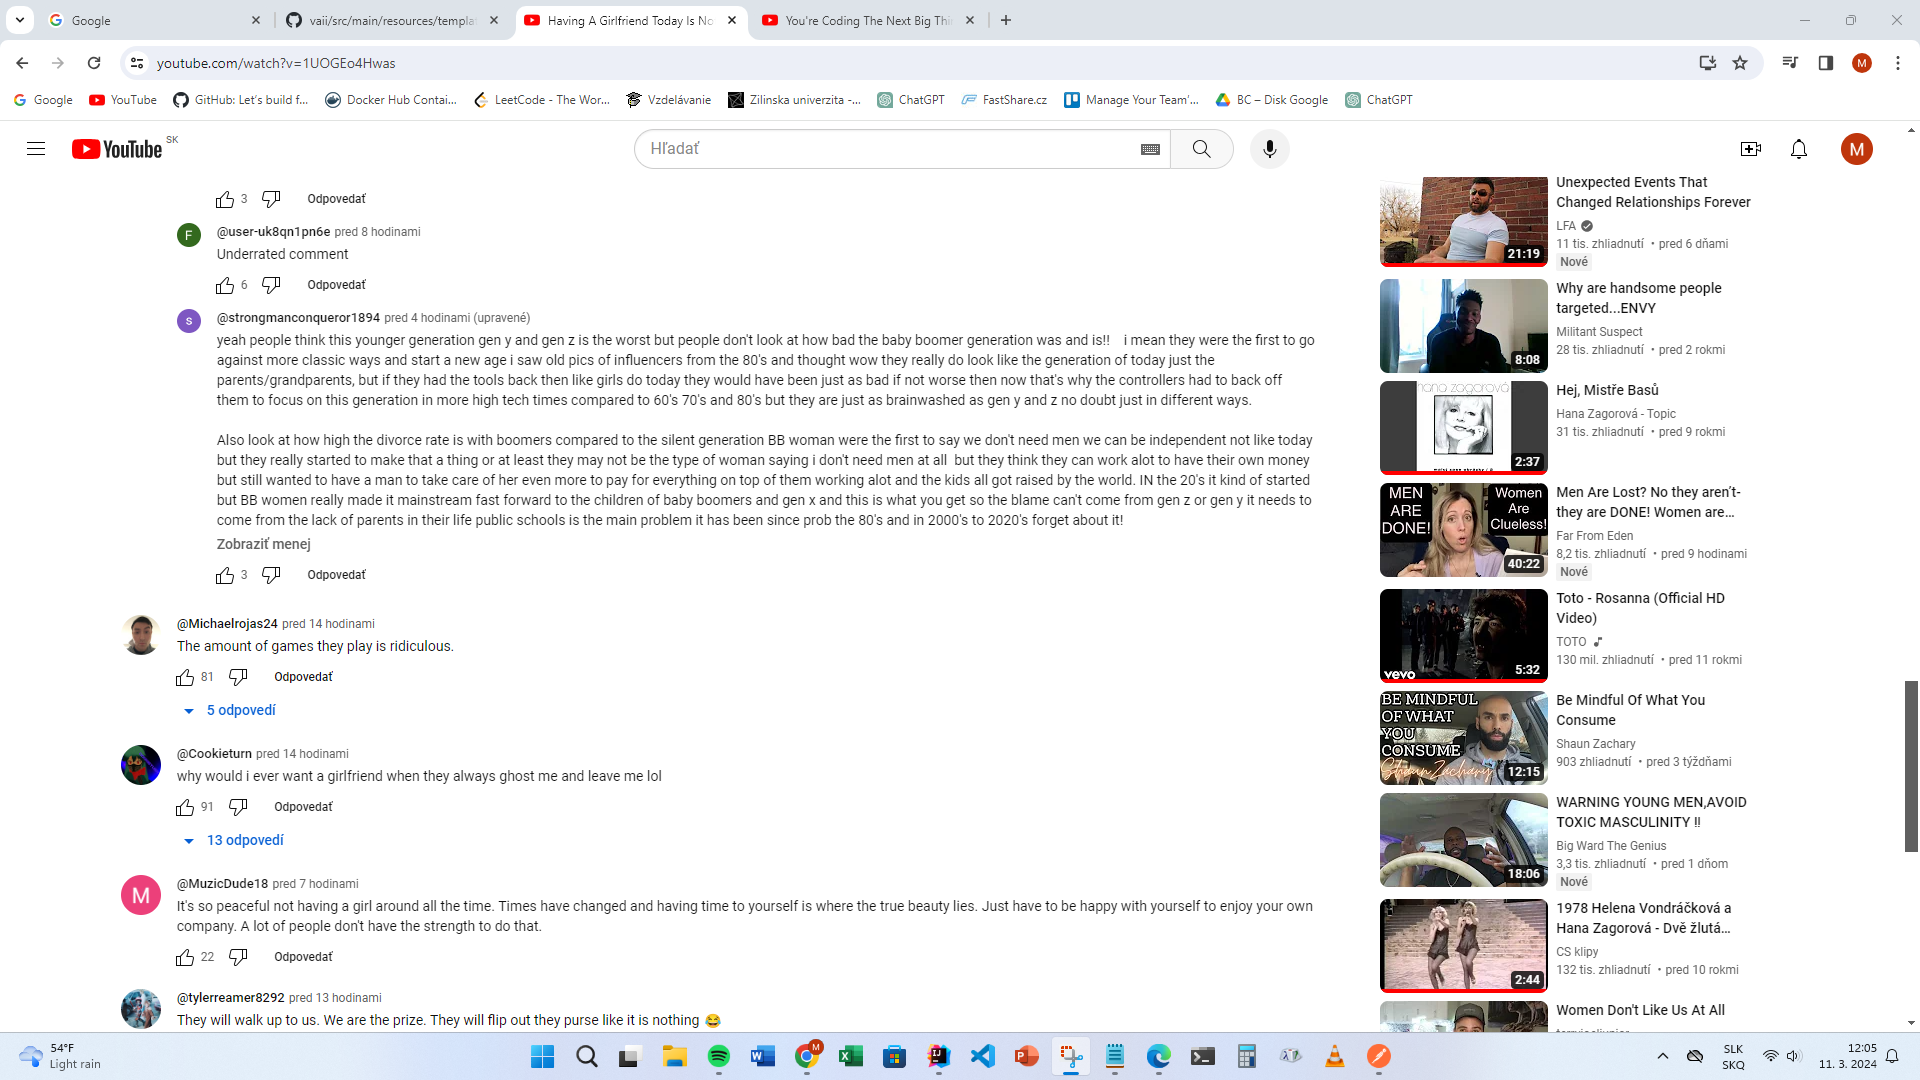 Google
vaii/src/main/resources/templa
Having A Girlfriend Today Is No
You're Coding The Next Big Thi
youtube.com/watch?v=1UOGEo4Hwas
M
Google
YouTube
GitHub: Let's build f...
Docker Hub Contai...
LeetCode - The Wor...
Vzdelávanie
Zilinska univerzita -...
ChatGPT
FastShare.cz
Manage Your Team'...
BC – Disk Google
ChatGPT
YouTube SK
Hľadať
M
3
Odpovedať
F
@user-uk8qn1pn6e pred 8 hodinami
Underrated comment
6
Odpovedať
s
@strongmanconqueror1894 pred 4 hodinami (upravené)
yeah people think this younger generation gen y and gen z is the worst but people don't look at how bad the baby boomer generation was and is!! i mean they were the first to go
against more classic ways and start a new age i saw old pics of influencers from the 80's and thought wow they really do look like the generation of today just the
parents/grandparents, but if they had the tools back then like girls do today they would have been just as bad if not worse then now that's why the controllers had to back off
them to focus on this generation in more high tech times compared to 60's 70's and 80's but they are just as brainwashed as gen y and z no doubt just in different ways.
Also look at how high the divorce rate is with boomers compared to the silent generation BB woman were the first to say we don't need men we can be independent not like today
but they really started to make that a thing or at least they may not be the type of woman saying i don't need men at all but they think they can work alot to have their own money
but still wanted to have a man to take care of her even more to pay for everything on top of them working alot and the kids all got raised by the world. IN the 20's it kind of started
but BB women really made it mainstream fast forward to the children of baby boomers and gen x and this is what you get so the blame can't come from gen z or gen y it needs to
come from the lack of parents in their life public schools is the main problem it has been since prob the 80's and in 2000's to 2020's forget about it!
Zobraziť menej
3
Odpovedať
@Michaelrojas24 pred 14 hodinami
The amount of games they play is ridiculous.
81
Odpovedať
5 odpovedí
@Cookieturn pred 14 hodinami
why would i ever want a girlfriend when they always ghost me and leave me lol
91
Odpovedať
13 odpovedí
M
@MuzicDude18 pred 7 hodinami
It's so peaceful not having a girl around all the time. Times have changed and having time to yourself is where the true beauty lies. Just have to be happy with yourself to enjoy your own
company. A lot of people don't have the strength to do that.
22
Odpovedať
@tylerreamer8292 pred 13 hodinami
They will walk up to us. We are the prize. They will flip out they purse like it is nothing 😂
21:19
Unexpected Events That
Changed Relationships Forever
LFA
11 tis. zhliadnutí • pred 6 dňami
Nové
8:08
Why are handsome people
targeted...ENVY
Militant Suspect
28 tis. zhliadnutí • pred 2 rokmi
hana zagorová
2:37
Hej, Mistře Basů
Hana Zagorová - Topic
31 tis. zhliadnutí • pred 9 rokmi
MEN
ARE
DONE!
Women
Are
Clueless!
40:22
Men Are Lost? No they aren't-
they are DONE! Women are...
Far From Eden
8,2 tis. zhliadnutí • pred 9 hodinami
Nové
vevo
5:32
Toto - Rosanna (Official HD
Video)
TOTO
130 mil. zhliadnutí • pred 11 rokmi
BE MINDFUL
OF WHAT
YOU
CONSUME
Shaun Zachary
12:15
Be Mindful Of What You
Consume
Shaun Zachary
903 zhliadnutí • pred 3 týždňami
18:06
WARNING YOUNG MEN,AVOID
TOXIC MASCULINITY !!
Big Ward The Genius
3,3 tis. zhliadnutí • pred 1 dňom
Nové
2:44
1978 Helena Vondráčková a
Hana Zagorová - Dvě žlutá...
CS klipy
132 tis. zhliadnutí • pred 10 rokmi
Women Don't Like Us At All
54°F
Light rain
M
SLK
SKQ
12:05
11. 3. 2024